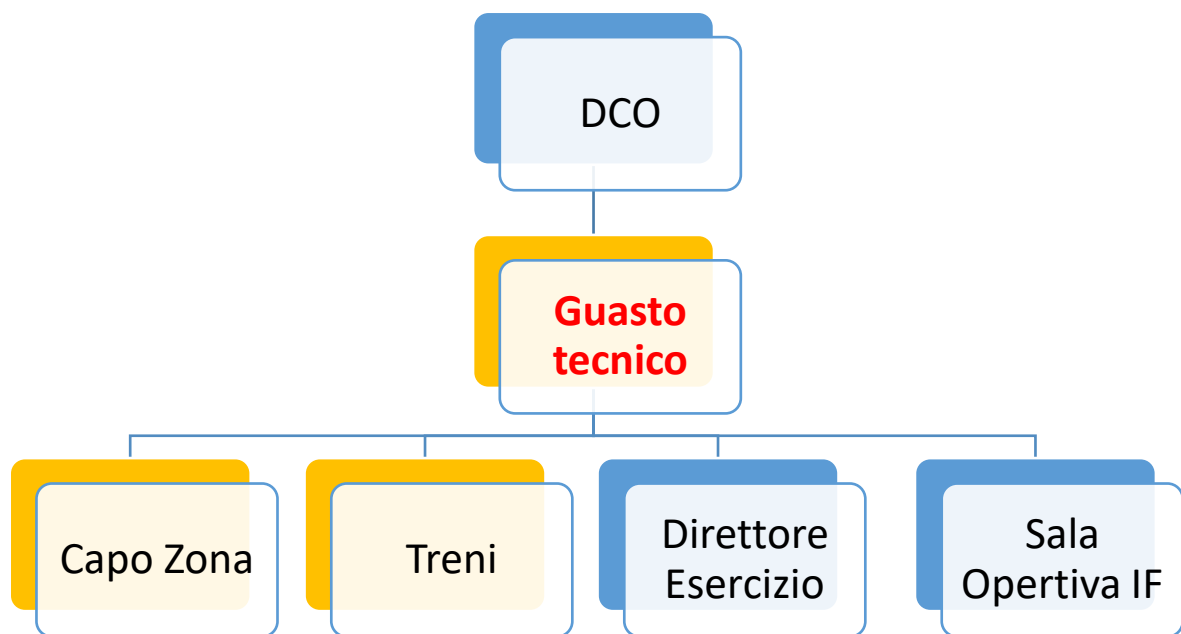 DCO
Guasto
tecnico
Capo Zona
Treni
Direttore
Esercizio
Sala
Opertiva IF